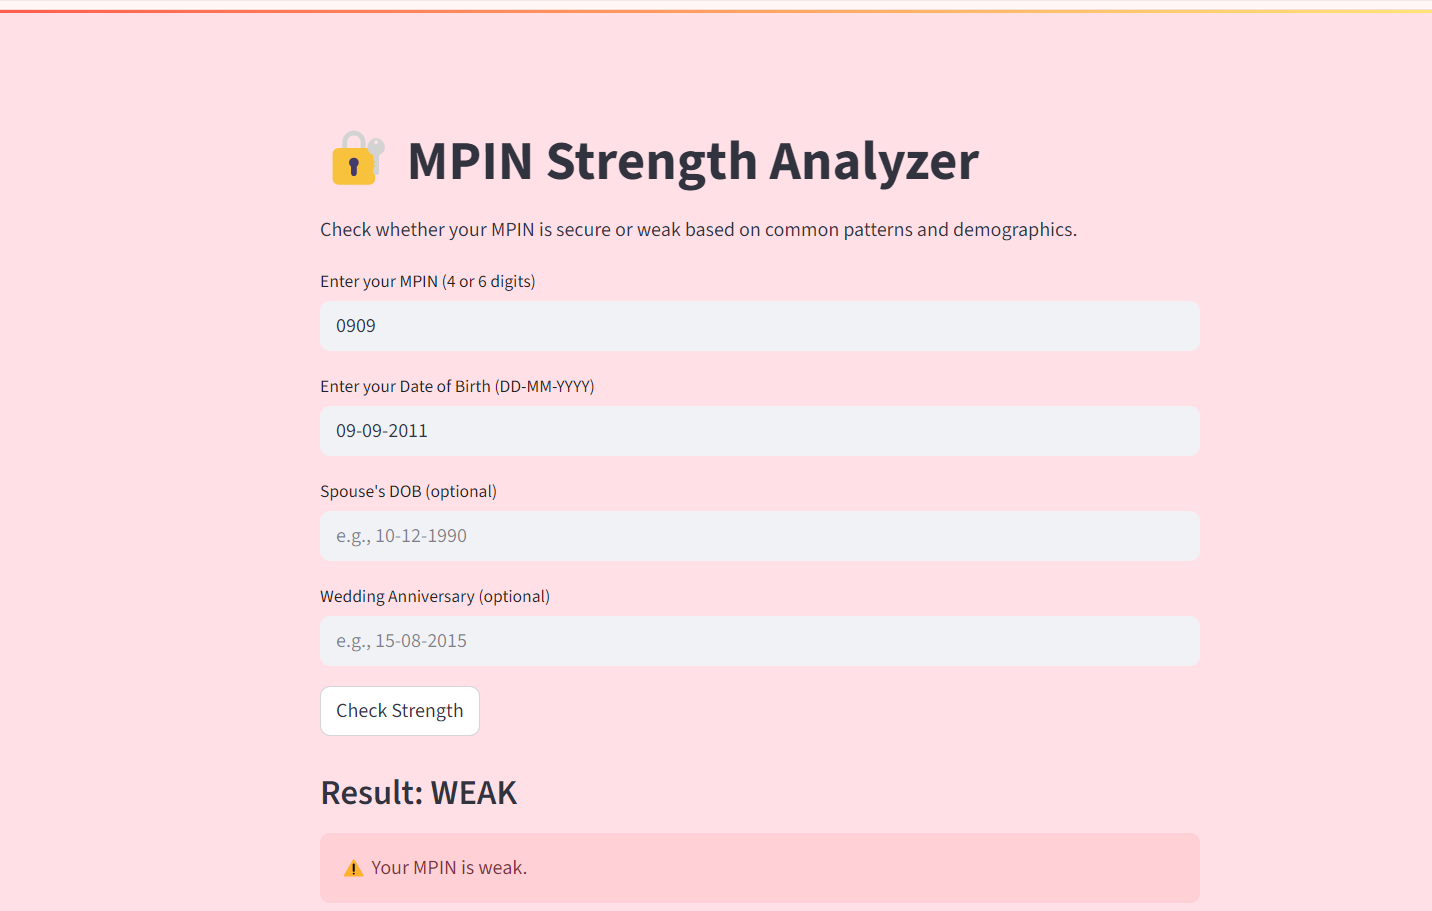 MPIN Strength Analyzer
Check whether your MPIN is secure or weak based on common patterns and demographics.
Enter your MPIN (4 or 6 digits)
0909
Enter your Date of Birth (DD-MM-YYYY)
09-09-2011
Spouse's DOB (optional)
e.g., 10-12-1990
Wedding Anniversary (optional)
e.g., 15-08-2015
Check Strength
Result: WEAK
Your MPIN is weak.